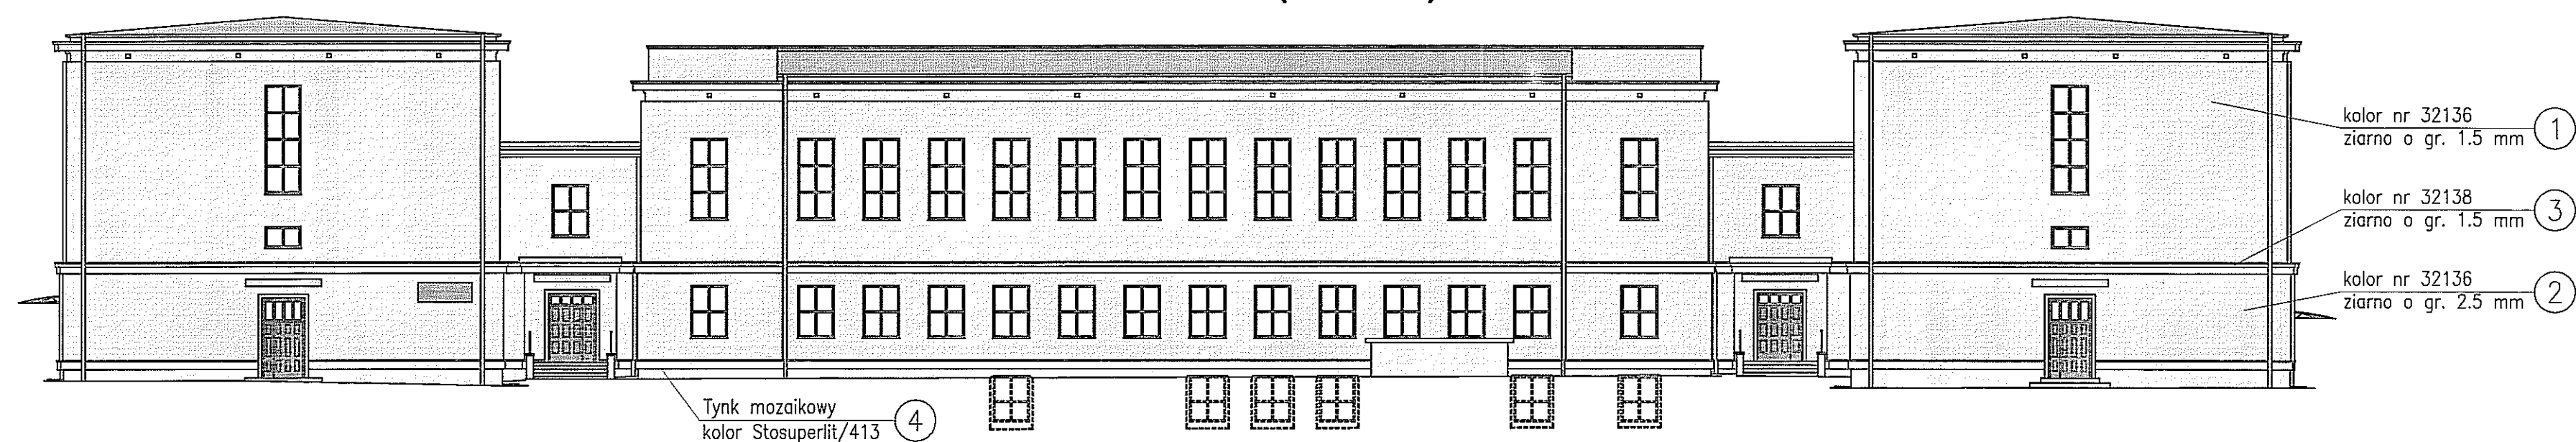 kolor nr 32136
ziarno o gr. 1.5 mm
1
kolor nr 32138
ziarno o gr. 1.5 mm
3
kolor nr 32136
ziarno o gr. 2.5 mm
2
Tynk mozaikowy
kolor Stosuperlit/413
4